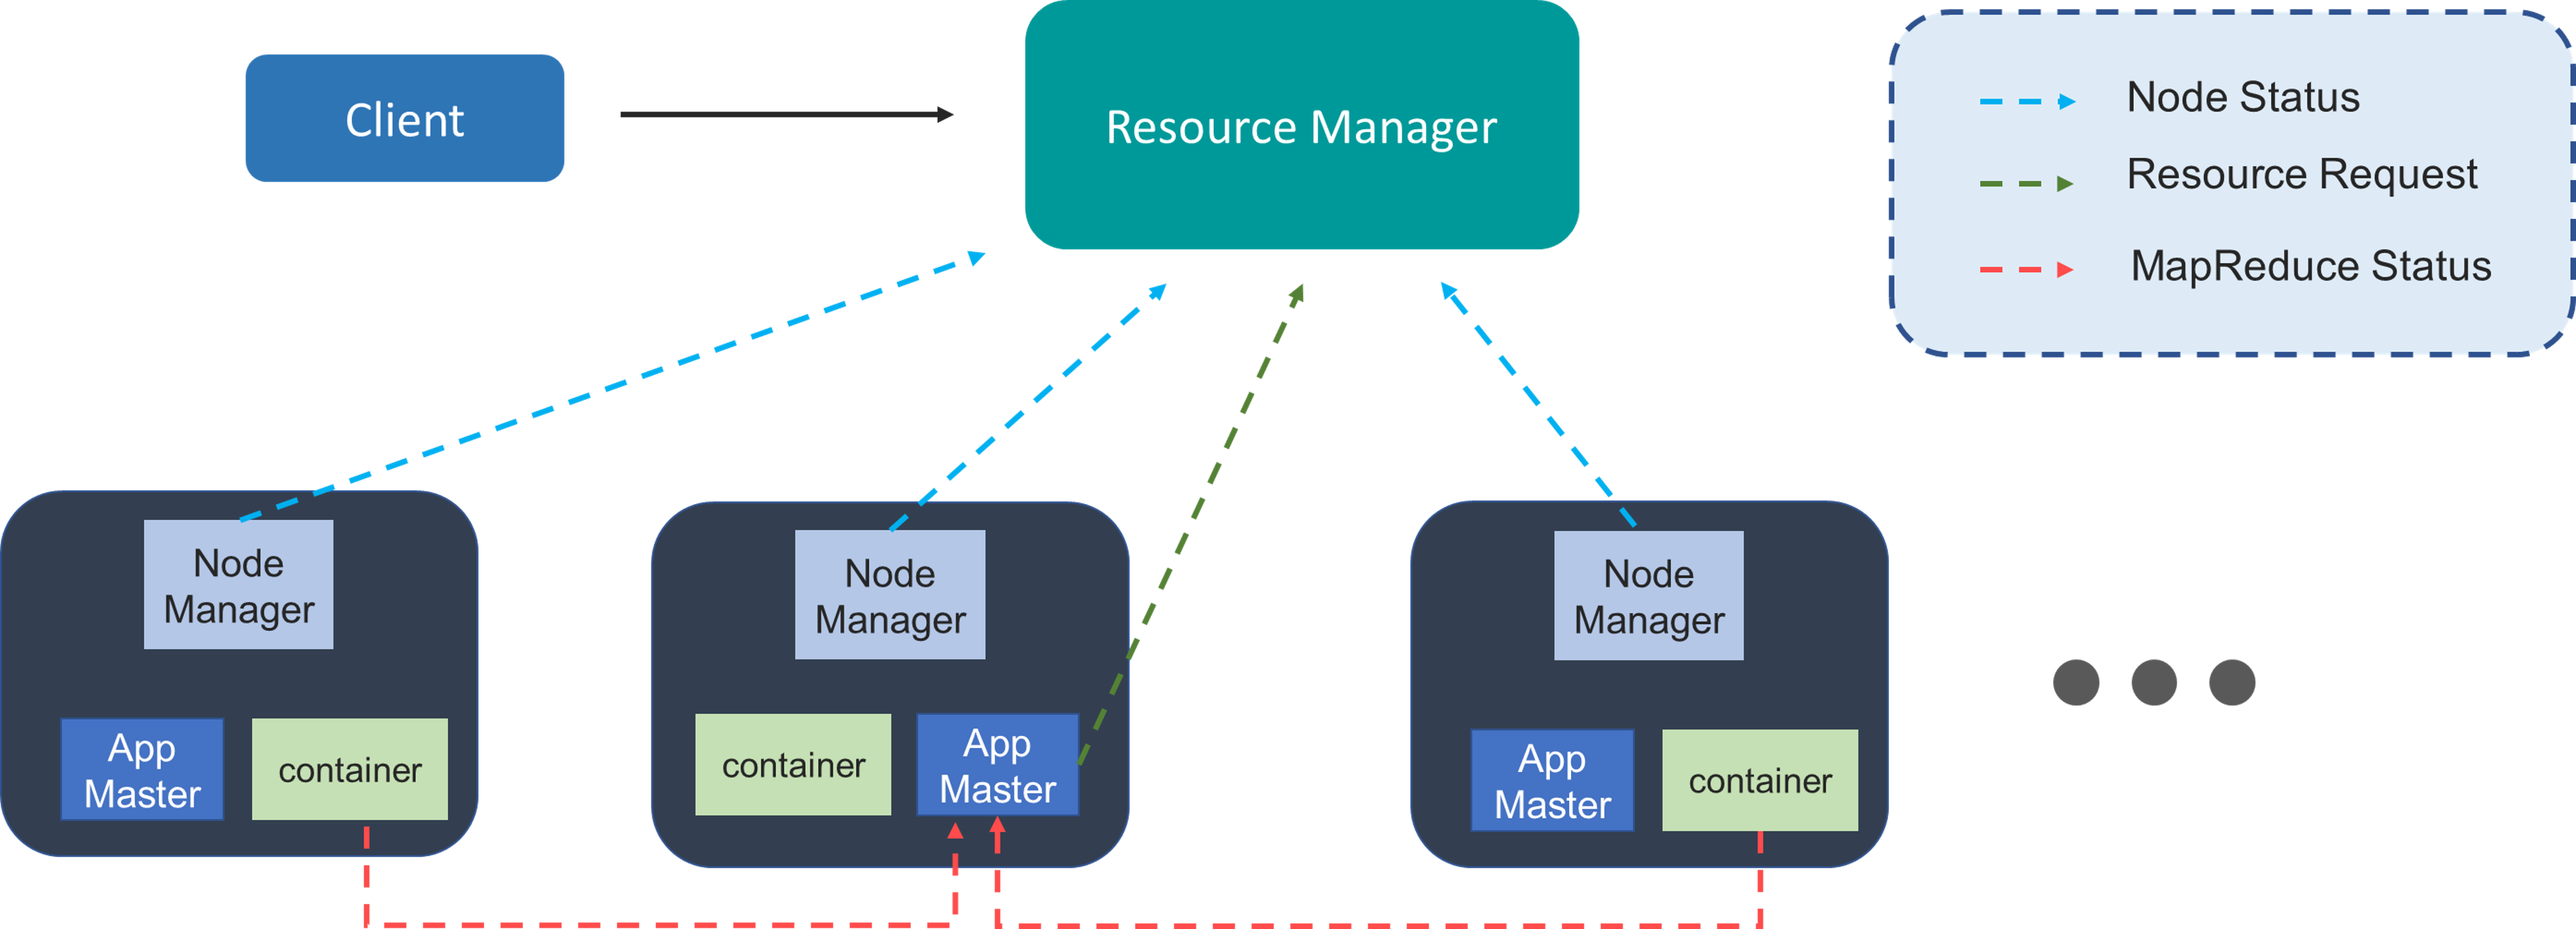 Client
Resource Manager
Node Status
Resource Request
MapReduce Status
Node
Manager
App
Master
container
Node
Manager
container
App
Master
Node
Manager
App
Master
container